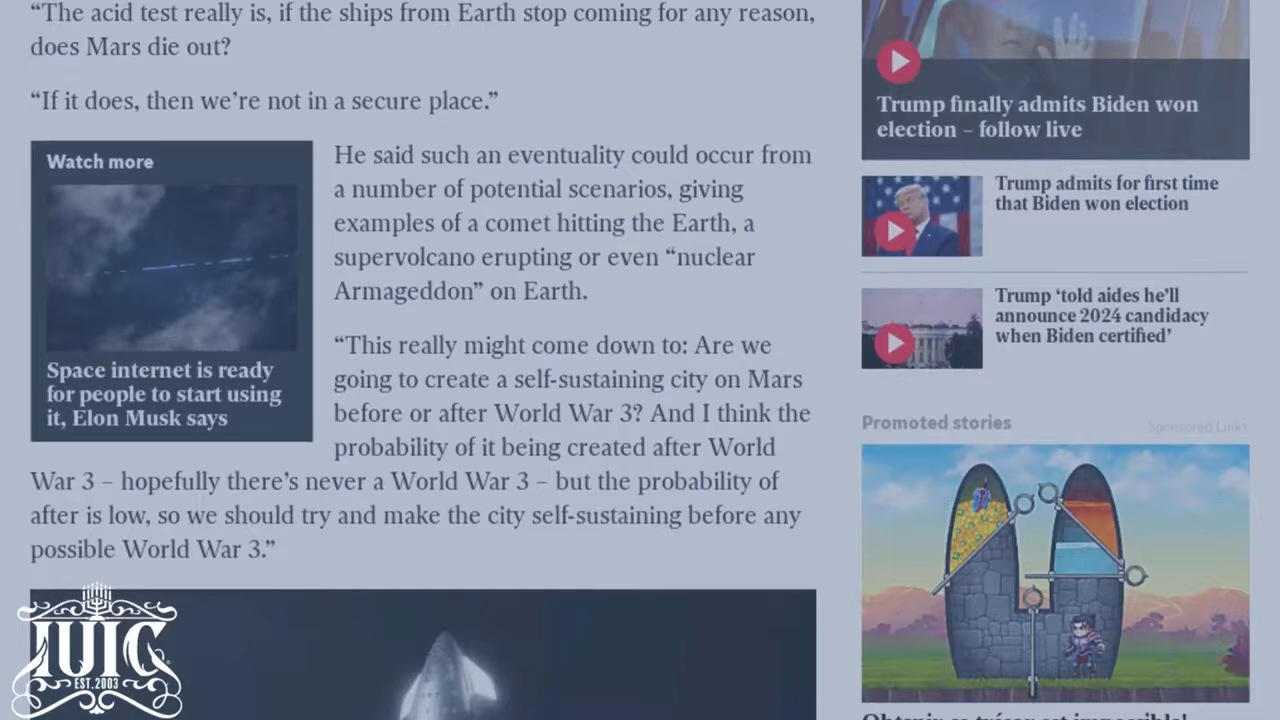 “The acid test really is, if the ships from Earth stop coming for any reason,
does Mars die out?
“If it does, then we’re not in a secure place.”
Watch more
Space internet is ready
for people to start using
it, Elon Musk says
He said such an eventuality could occur from
a number of potential scenarios, giving
examples of a comet hitting the Earth, a
supervolcano erupting or even “nuclear
Armageddon” on Earth.
“This really might come down to: Are we
going to create a self-sustaining city on Mars
before or after World War 3? And I think the
probability of it being created after World
War 3 – hopefully there’s never a World War 3 – but the probability of
after is low, so we should try and make the city self-sustaining before any
possible World War 3.”
Trump finally admits Biden won
election – follow live
Trump admits for first time
that Biden won election
Trump ‘told aides he’ll
announce 2024 candidacy
when Biden certified’
Promoted stories
Sponsored Links
IUIC
EST. 2003